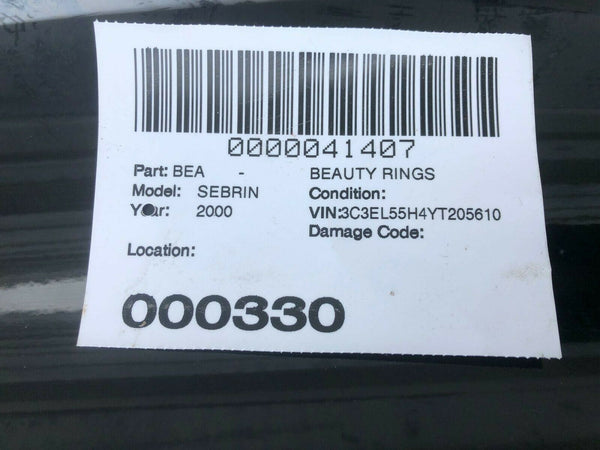 0000041407
Part: BEA - BEAUTY RINGS
Model: SEBRIN Condition:
Year: 2000 VIN:3C3EL55H4YT205610
Damage Code:
Location:
000330